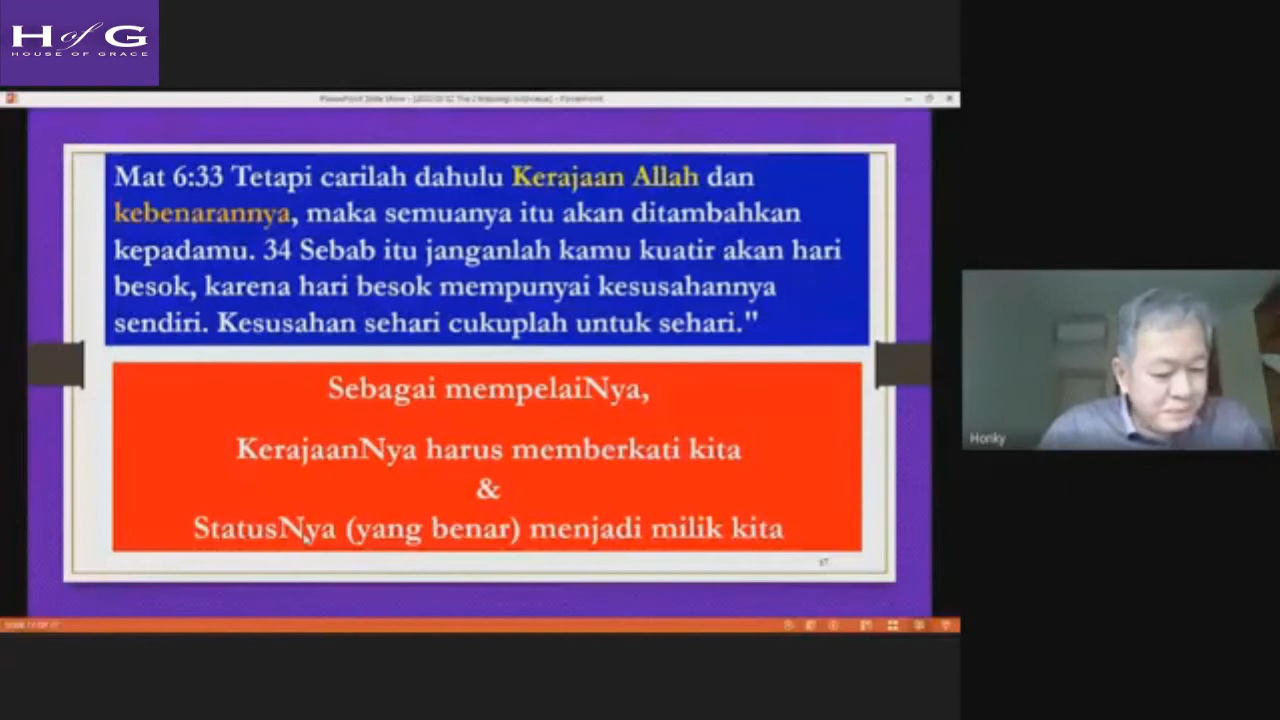 H of G
HOUSE OF GRACE
Mat 6:33 Tetapi carilah dahulu Kerajaan Allah dan
kebenarannya, maka semuanya itu akan ditambahkan
kepadamu. 34 Sebab itu janganlah kamu kuatir akan hari
besok, karena hari besok mempunyai kesusahannya
sendiri. Kesusahan sehari cukuplah untuk sehari."
Sebagai mempelaiNya,
KerajaanNya harus memberkati kita
&
StatusNya (yang benar) menjadi milik kita
Honky